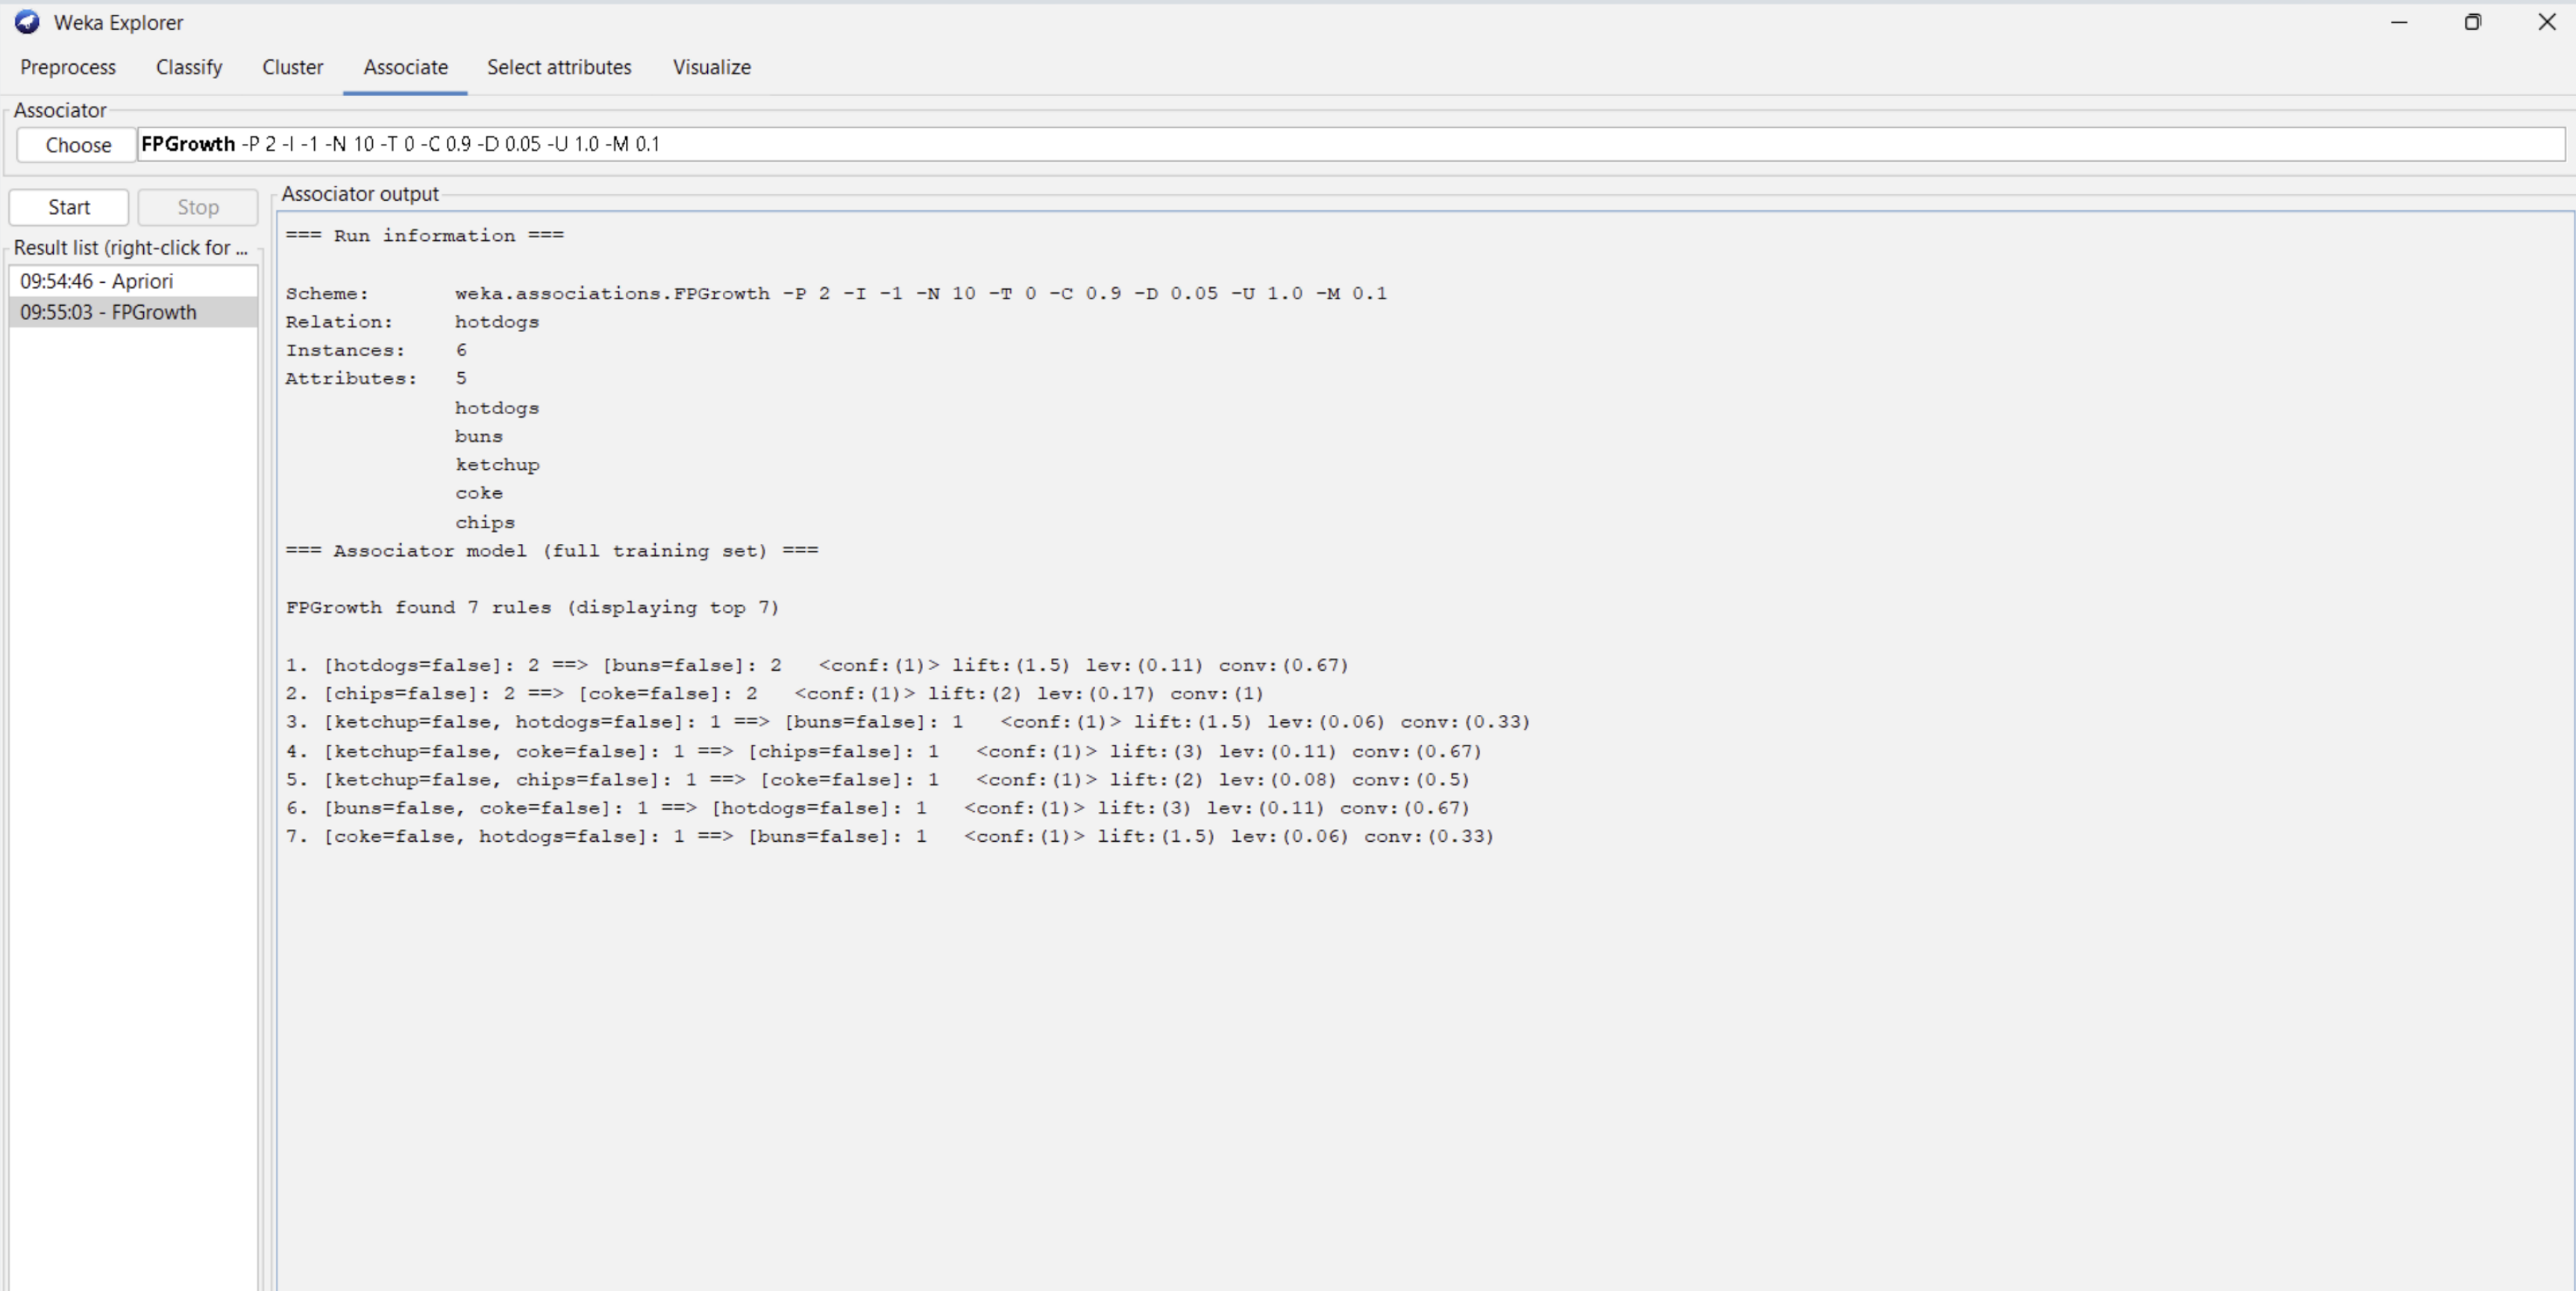 Weka Explorer
Preprocess Classify Cluster Associate Select attributes Visualize
Associator
Choose FPGrowth -P 2 -I -1 -N 10 -T 0 -C 0.9 -D 0.05 -U 1.0 -M 0.1
Start Stop
Result list (right-click for ...
09:54:46 - Apriori
09:55:03 - FPGrowth
Associator output
=== Run information ===
Scheme: weka.associations.FPGrowth -P 2 -I -1 -N 10 -T 0 -C 0.9 -D 0.05 -U 1.0 -M 0.1
Relation: hotdogs
Instances: 6
Attributes: 5
hotdogs
buns
ketchup
coke
chips
=== Associator model (full training set) ===
FPGrowth found 7 rules (displaying top 7)
1. [hotdogs=false]: 2 ==> [buns=false]: 2 <conf:(1)> lift:(1.5) lev:(0.11) conv:(0.67)
2. [chips=false]: 2 ==> [coke=false]: 2 <conf:(1)> lift:(2) lev:(0.17) conv:(1)
3. [ketchup=false, hotdogs=false]: 1 ==> [buns=false]: 1 <conf:(1)> lift:(1.5) lev:(0.06) conv:(0.33)
4. [ketchup=false, coke=false]: 1 ==> [chips=false]: 1 <conf:(1)> lift:(3) lev:(0.11) conv:(0.67)
5. [ketchup=false, chips=false]: 1 ==> [coke=false]: 1 <conf:(1)> lift:(2) lev:(0.08) conv:(0.5)
6. [buns=false, coke=false]: 1 ==> [hotdogs=false]: 1 <conf:(1)> lift:(3) lev:(0.11) conv:(0.67)
7. [coke=false, hotdogs=false]: 1 ==> [buns=false]: 1 <conf:(1)> lift:(1.5) lev:(0.06) conv:(0.33)